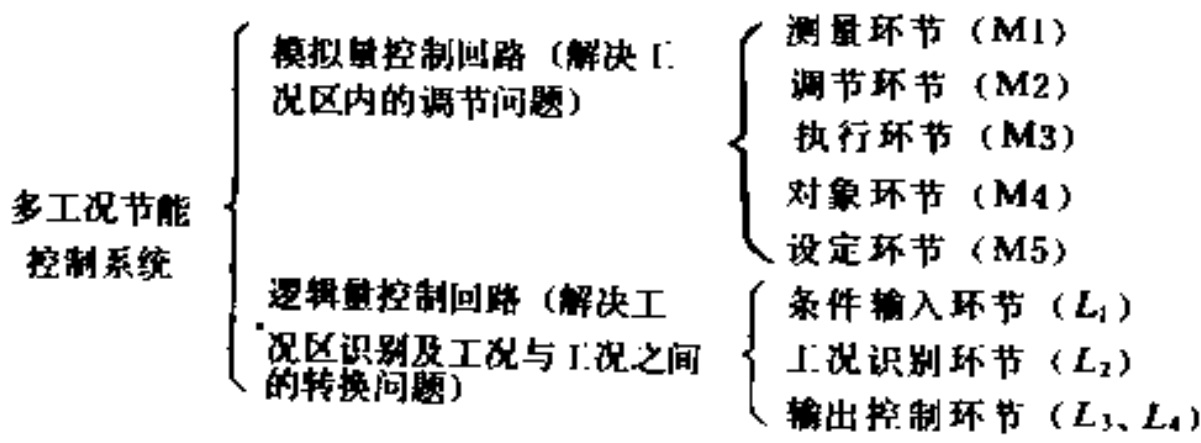 多工况节能
控制系统
模拟量控制回路（解决工
况区内的调节问题）
测量环节（M1）
调节环节（M2）
执行环节（M3）
对象环节（M4）
设定环节（M5）
逻辑量控制回路（解决工
况区识别及工况与工况之间
的转换问题）
条件输入环节（L₁）
工况识别环节（L₂）
输出控制环节（L₃、L₄）